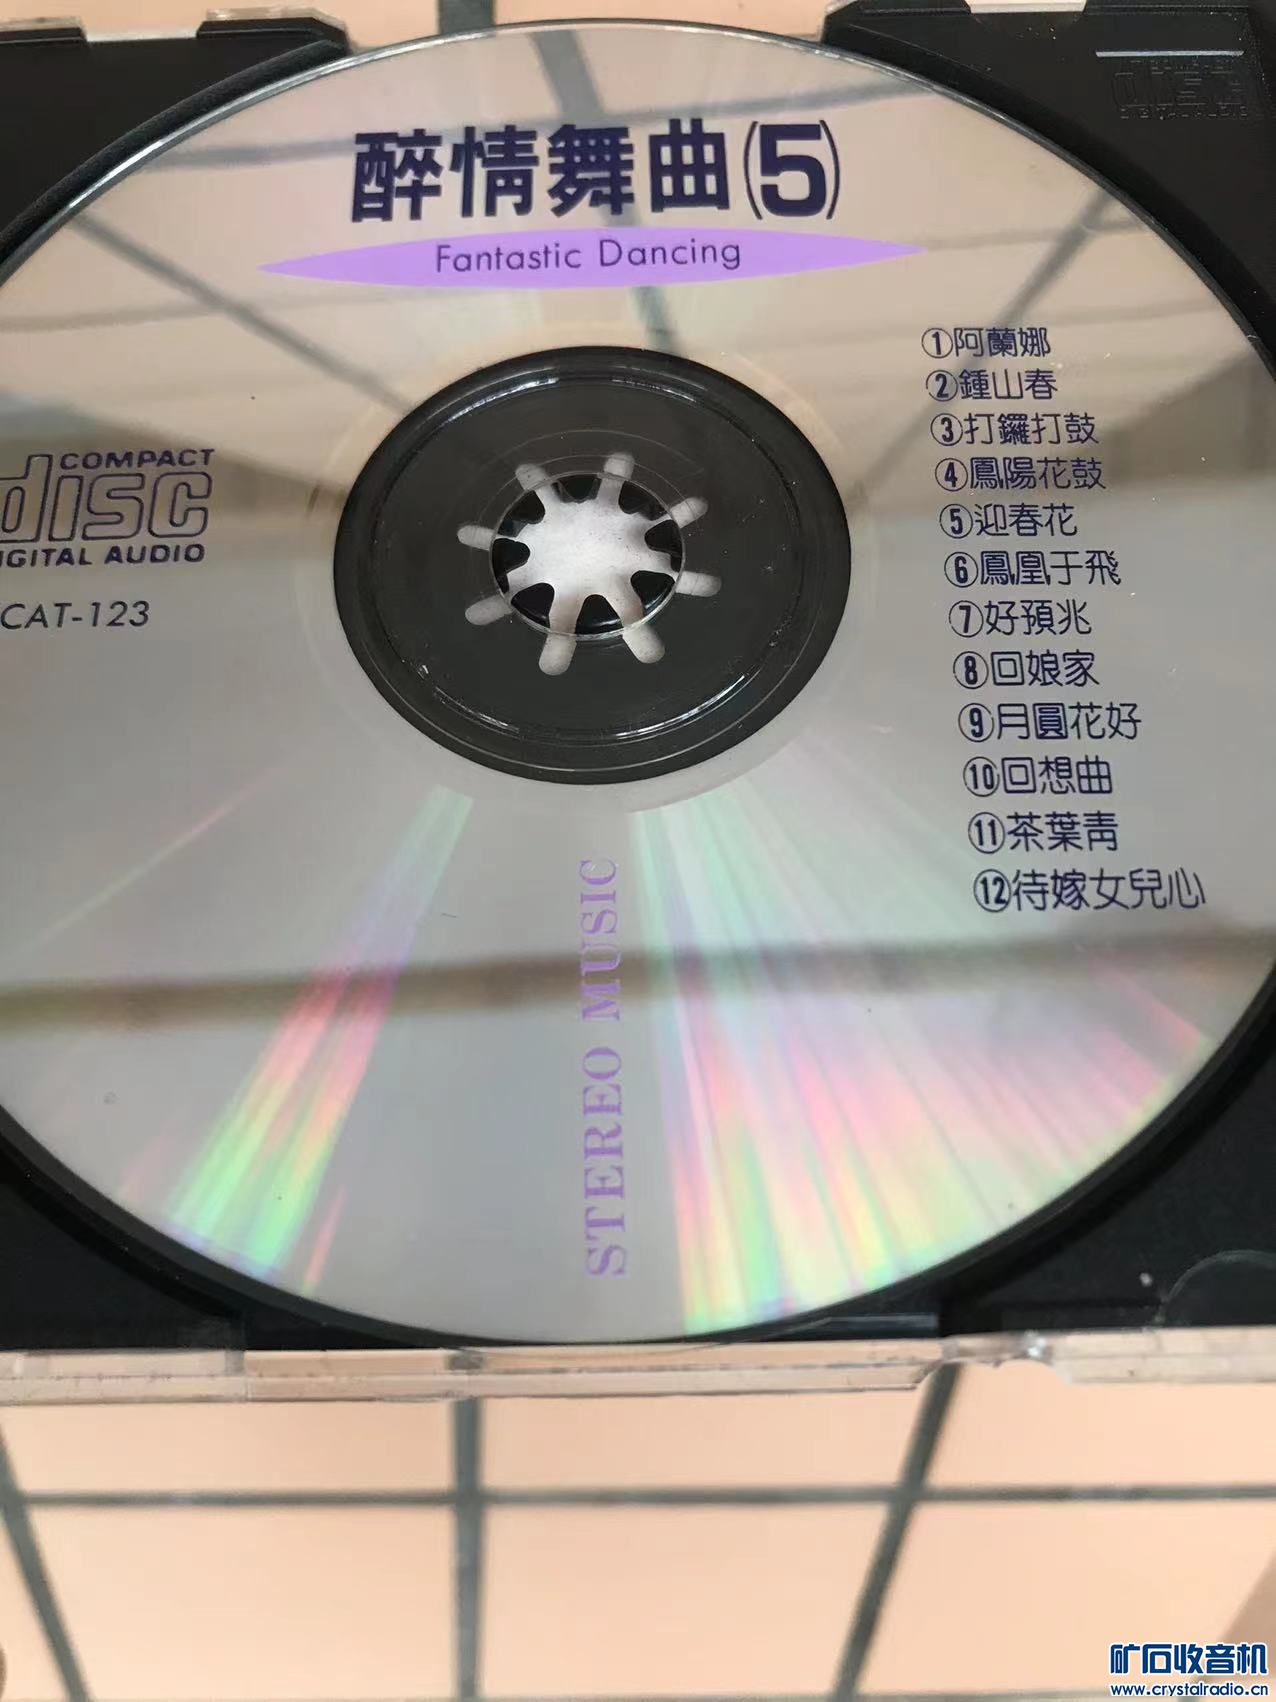 醉情舞曲(5)
Fantastic Dancing
①阿蘭娜
②鍾山春
③打鑼打鼓
④鳳陽花鼓
⑤迎春花
⑥鳳凰于飛
⑦好預兆
⑧回娘家
⑨月圓花好
⑩回想曲
⑪茶葉青
⑫待嫁女兒心
COMPACT
disc
DIGITAL AUDIO
CAT-123
STEREO MUSIC
矿石收音机
www.crystalradio.cn